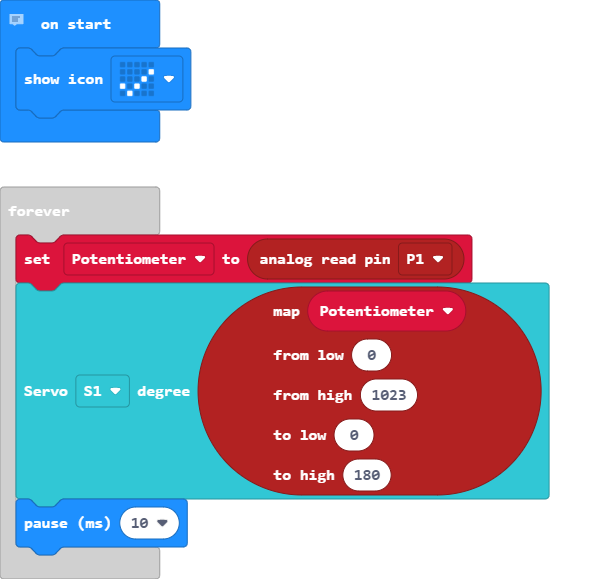 on start
show icon
forever
set Potentiometer to analog read pin P1
map Potentiometer
from low 0
Servo S1 degree
from high 1023
to low 0
to high 180
pause (ms) 10